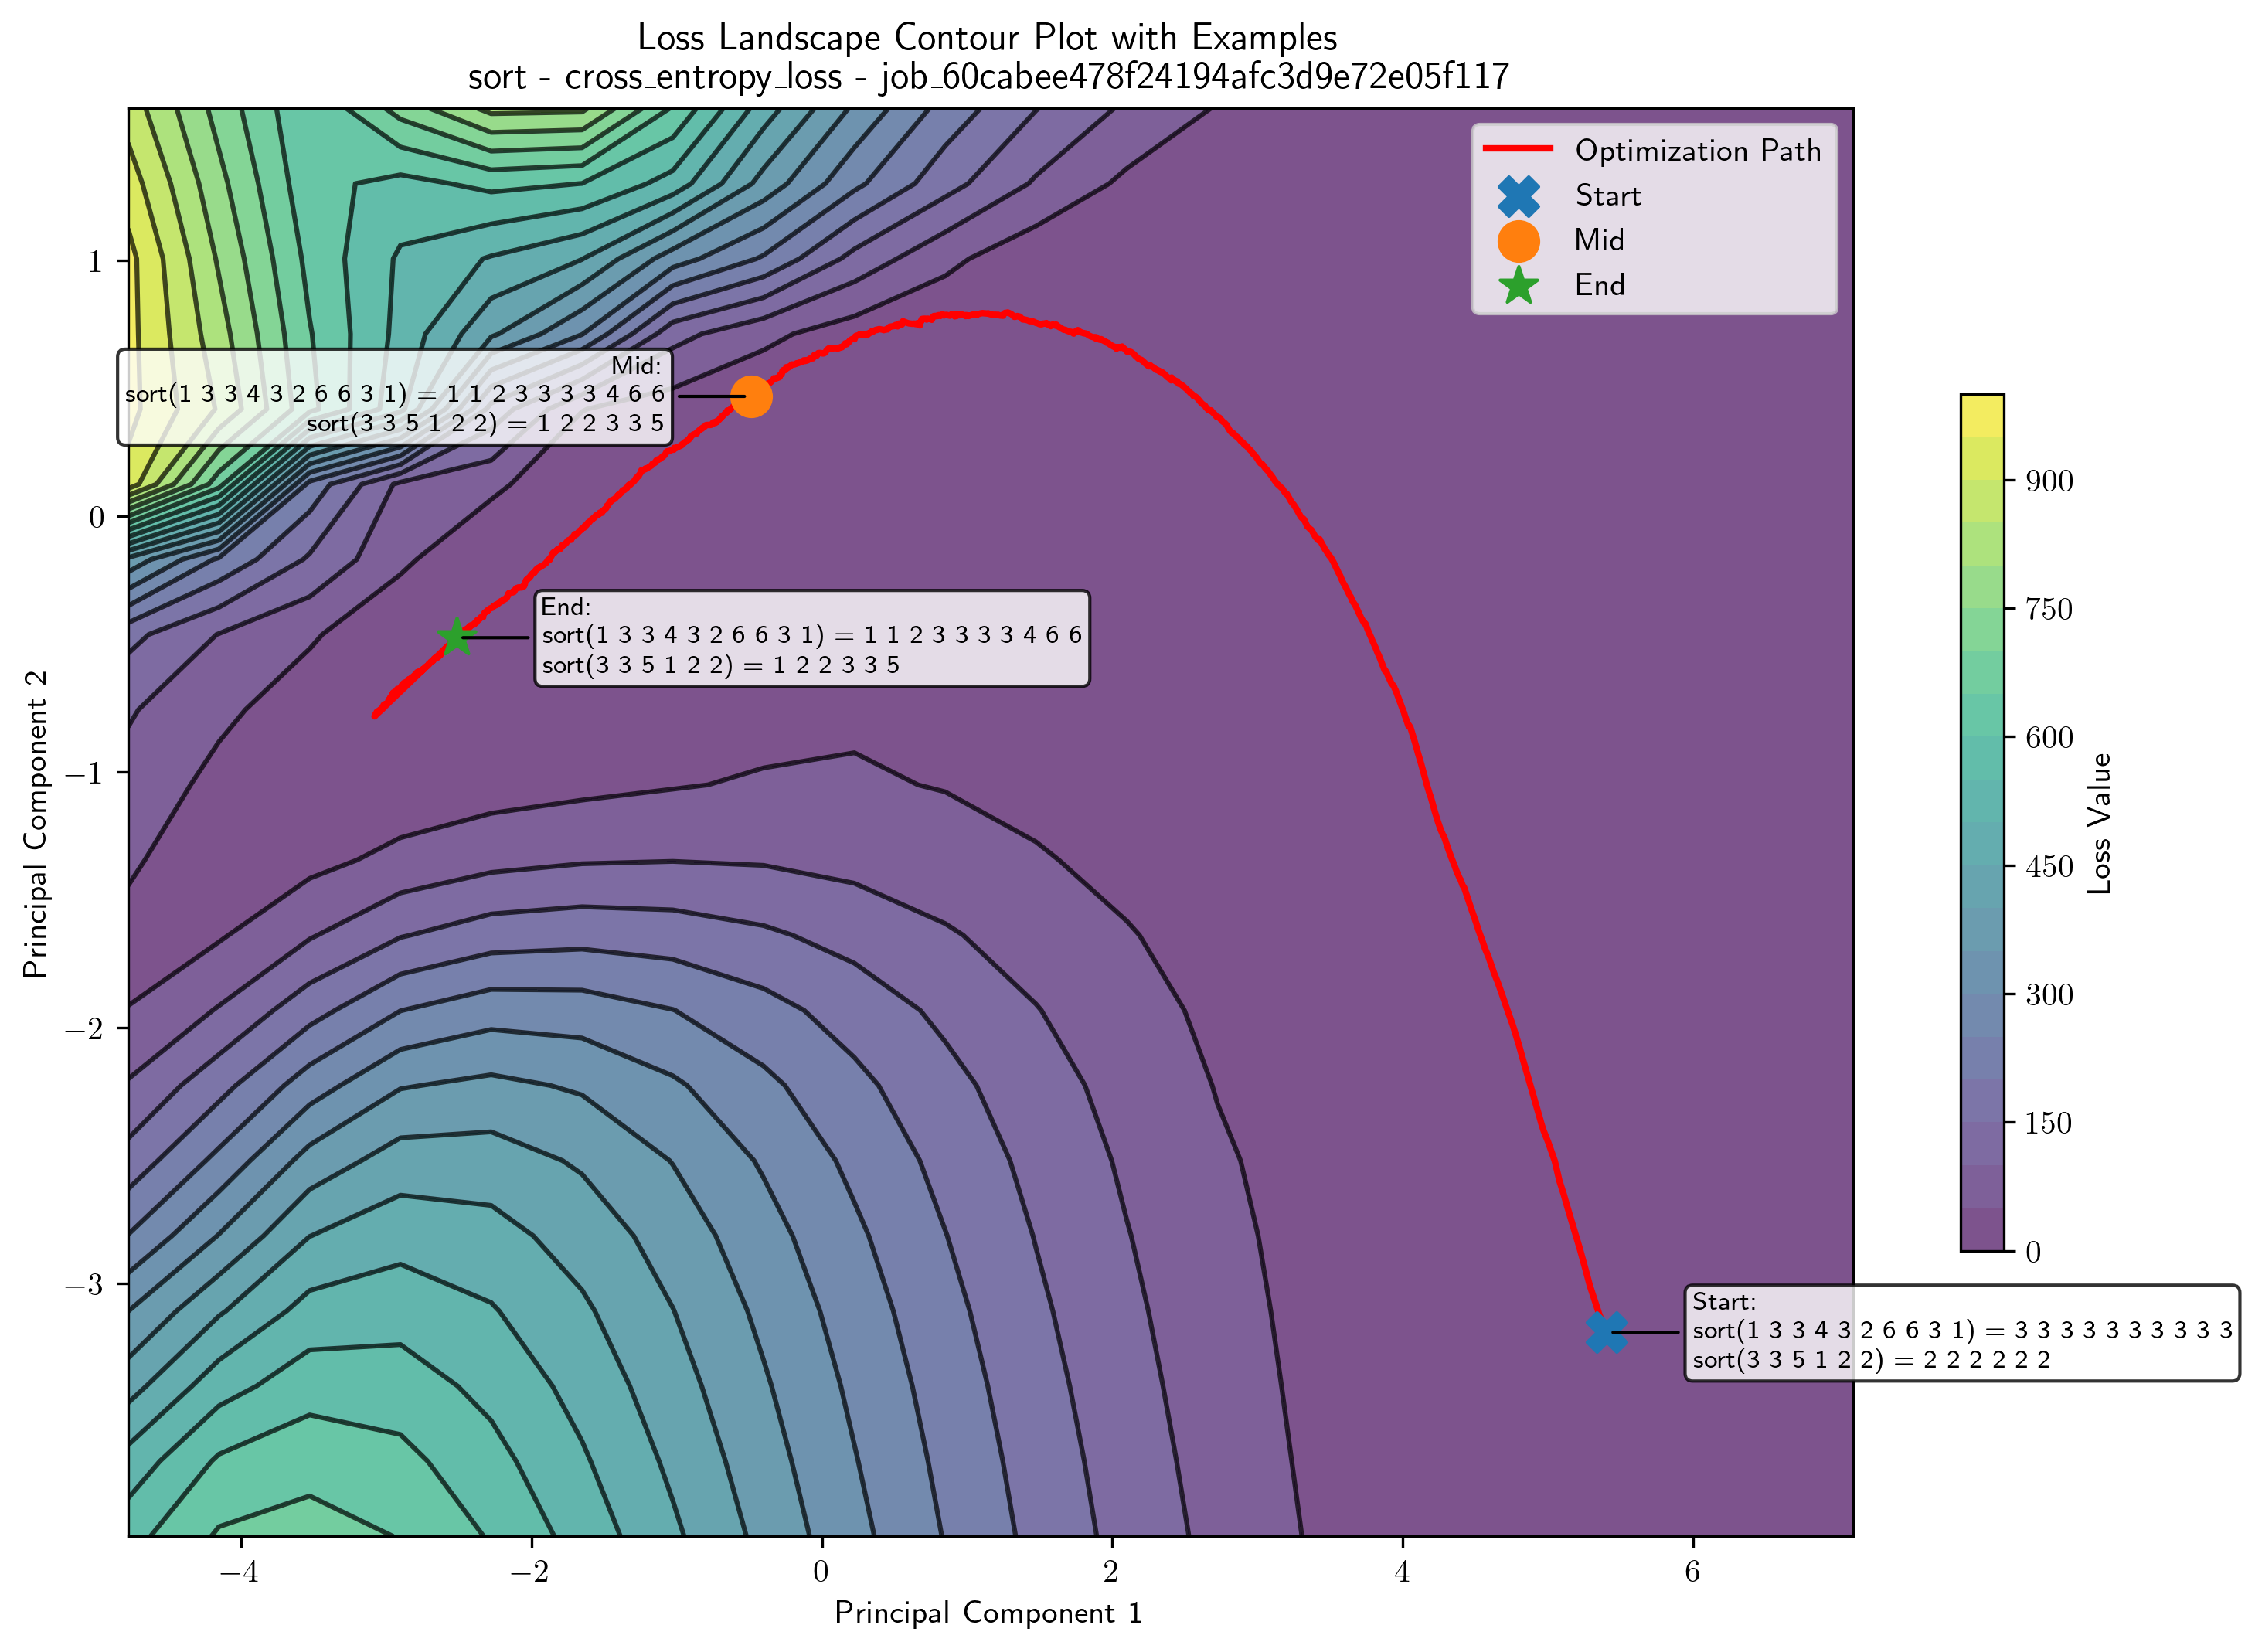 Loss Landscape Contour Plot with Examples
sort - cross_entropy_loss - job_60cabee478f24194afc3d9e72e05f117
Optimization Path
Start
Mid
End
Mid:
sort(1 3 3 4 3 2 6 6 3 1) = 1 1 2 3 3 3 3 4 6 6
sort(3 3 5 1 2 2) = 1 2 2 3 3 5
End:
sort(1 3 3 4 3 2 6 6 3 1) = 1 1 2 3 3 3 3 4 6 6
sort(3 3 5 1 2 2) = 1 2 2 3 3 5
Start:
sort(1 3 3 4 3 2 6 6 3 1) = 3 3 3 3 3 3 3 3 3 3
sort(3 3 5 1 2 2) = 2 2 2 2 2 2
1
0
−1
−2
−3
Principal Component 2
−4
−2
0
2
4
6
Principal Component 1
900
750
600
450
300
150
0
Loss Value